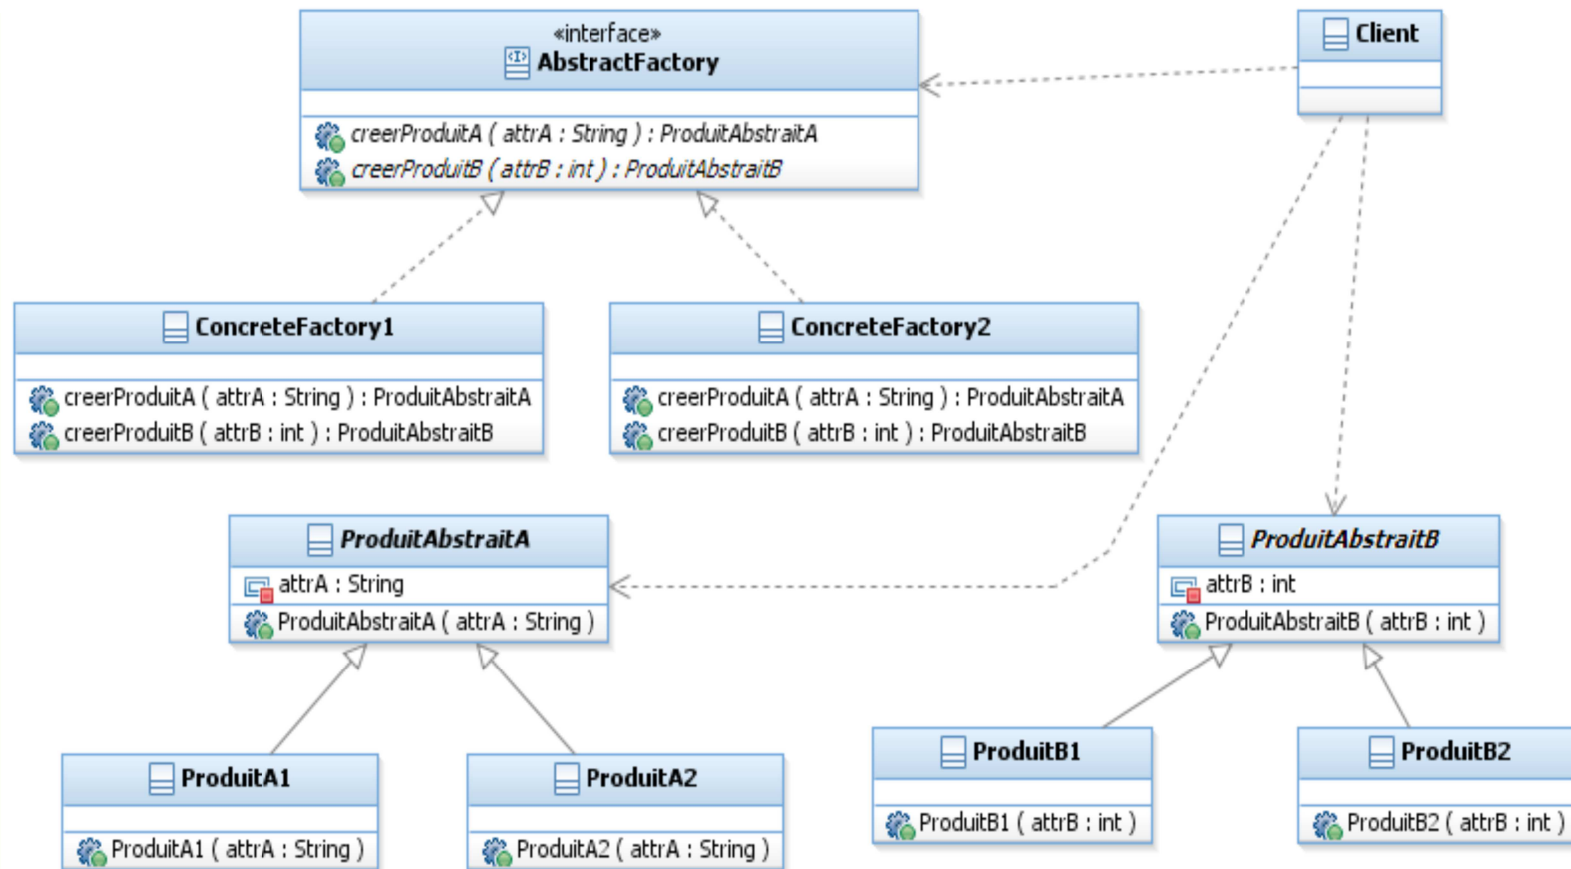 «interface»
AbstractFactory
creerProduitA ( attrA : String ) : ProduitAbstraitA
creerProduitB ( attrB : int ) : ProduitAbstraitB
Client
ConcreteFactory1
creerProduitA ( attrA : String ) : ProduitAbstraitA
creerProduitB ( attrB : int ) : ProduitAbstraitB
ConcreteFactory2
creerProduitA ( attrA : String ) : ProduitAbstraitA
creerProduitB ( attrB : int ) : ProduitAbstraitB
ProduitAbstraitA
attrA : String
ProduitAbstraitA ( attrA : String )
ProduitAbstraitB
attrB : int
ProduitAbstraitB ( attrB : int )
ProduitA1
ProduitA1 ( attrA : String )
ProduitA2
ProduitA2 ( attrA : String )
ProduitB1
ProduitB1 ( attrB : int )
ProduitB2
ProduitB2 ( attrB : int )